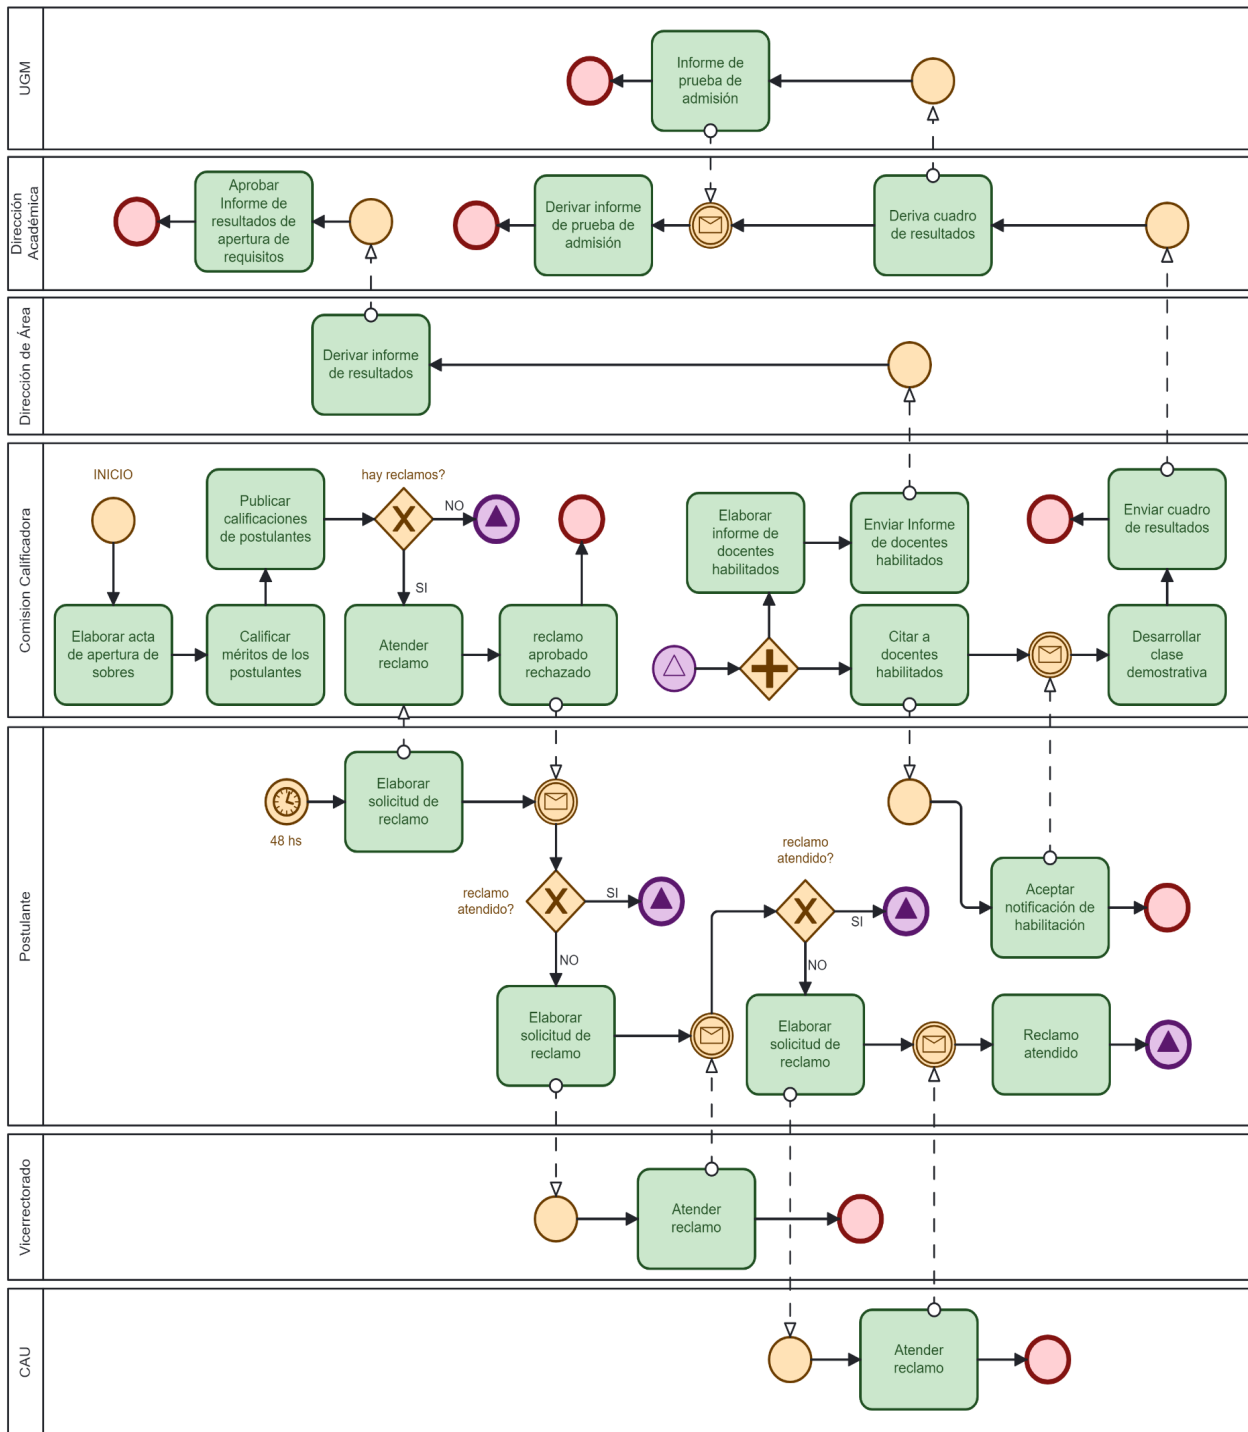 UGM
Informe de
prueba de
admisión
Dirección
Académica
Aprobar
Informe de
resultados de
apertura de
requisitos
Derivar informe
de prueba de
admisión
Deriva cuadro
de resultados
Dirección de Área
Derivar informe
de resultados
Comision Calificadora
INICIO
Publicar
calificaciones
de postulantes
hay reclamos?
NO
SI
Elaborar
informe de
docentes
habilitados
Enviar Informe
de docentes
habilitados
Enviar cuadro
de resultados
Elaborar acta
de apertura de
sobres
Calificar
méritos de los
postulantes
Atender
reclamo
reclamo
aprobado
rechazado
Citar a
docentes
habilitados
Desarrollar
clase
demostrativa
Postulante
48 hs
Elaborar
solicitud de
reclamo
reclamo
atendido?
SI
NO
reclamo
atendido?
SI
NO
Aceptar
notificación de
habilitación
Elaborar
solicitud de
reclamo
Elaborar
solicitud de
reclamo
Reclamo
atendido
Vicerrectorado
Atender
reclamo
CAU
Atender
reclamo